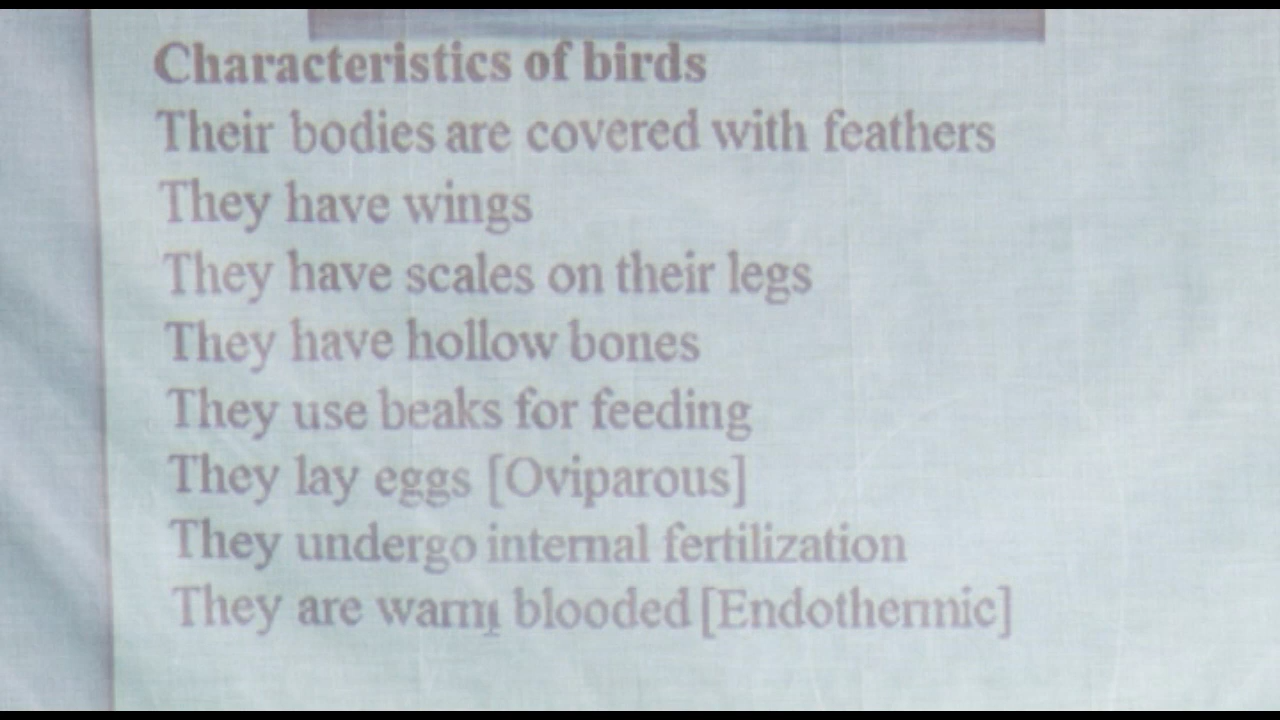 Characteristics of birds
Their bodies are covered with feathers
They have wings
They have scales on their legs
They have hollow bones
They use beaks for feeding
They lay eggs [Oviparous]
They undergo internal fertilization
They are warm blooded [Endothermic]